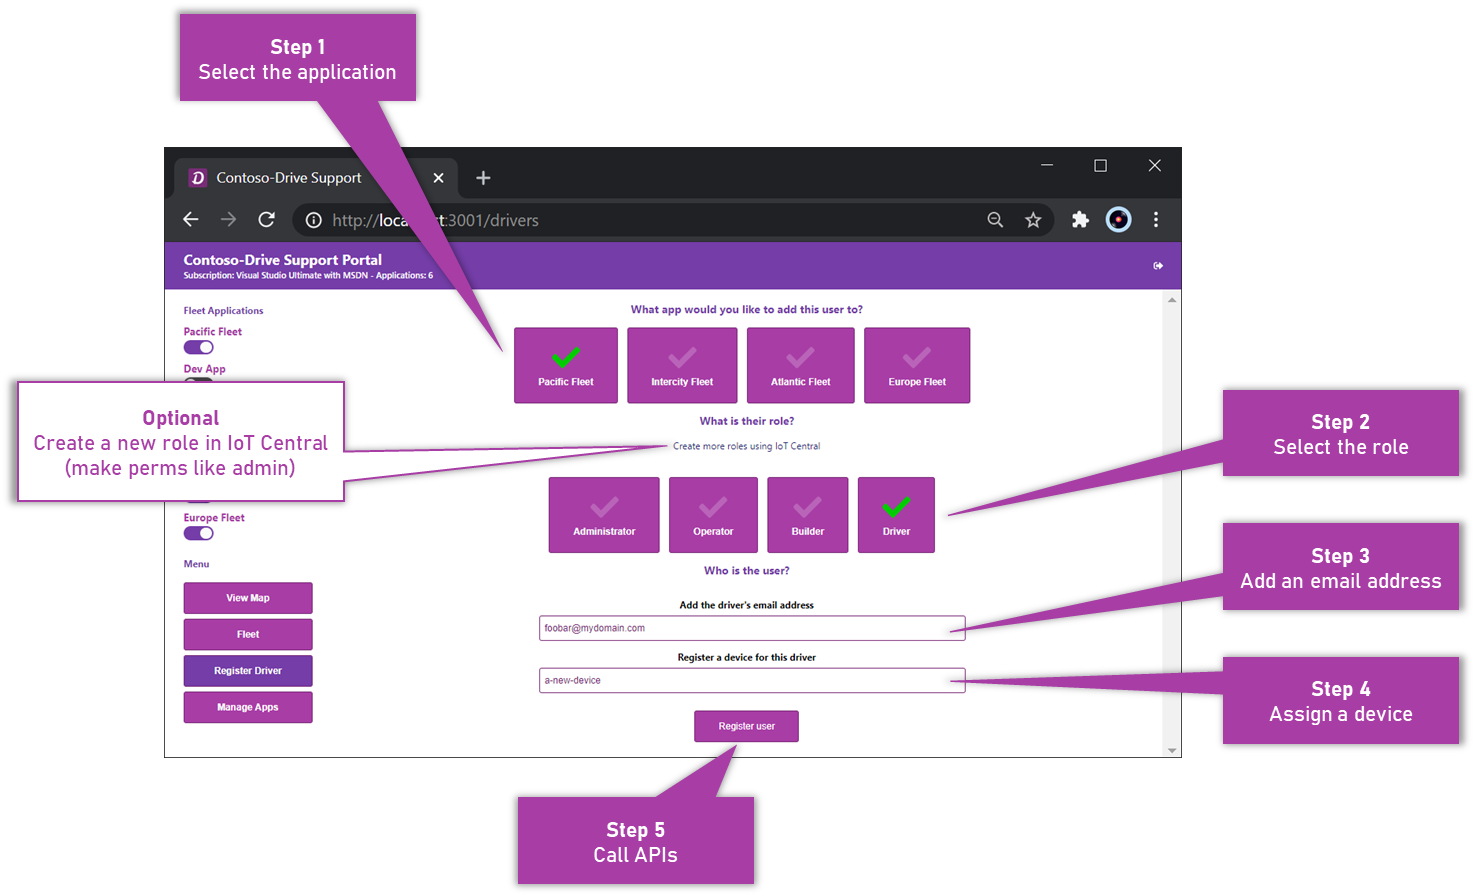 Step 1
Select the application
Contoso-Drive Support
http://loca st:3001/drivers
Contoso-Drive Support Portal
Subscription: Visual Studio Ultimate with MSDN - Applications: 6
Fleet Applications
Pacific Fleet
Dev App
Optional
Create a new role in IoT Central
(make perms like admin)
Europe Fleet
Menu
View Map
Fleet
Register Driver
Manage Apps
What app would you like to add this user to?
Pacific Fleet
Intercity Fleet
Atlantic Fleet
Europe Fleet
What is their role?
Create more roles using IoT Central
Administrator
Operator
Builder
Driver
Who is the user?
Add the driver's email address
foobar@mydomain.com
Register a device for this driver
a-new-device
Register user
Step 2
Select the role
Step 3
Add an email address
Step 4
Assign a device
Step 5
Call APIs